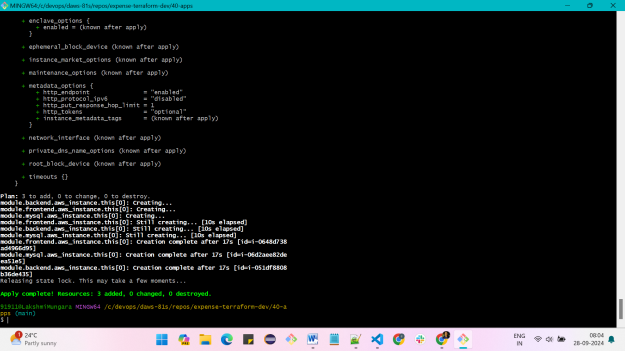 MINGW64:/c/devops/daws-81s/repos/expense-terraform-dev/40-apps
+ enclave_options {
+ enabled = (known after apply)
}
+ ephemeral_block_device (known after apply)
+ instance_market_options (known after apply)
+ maintenance_options (known after apply)
+ metadata_options {
+ http_endpoint = "enabled"
+ http_protocol_ipv6 = "disabled"
+ http_put_response_hop_limit = 1
+ http_tokens = "optional"
+ instance_metadata_tags = (known after apply)
}
+ network_interface (known after apply)
+ private_dns_name_options (known after apply)
+ root_block_device (known after apply)
+ timeouts {}
}
Plan: 3 to add, 0 to change, 0 to destroy.
module.backend.aws_instance.this[0]: Creating...
module.frontend.aws_instance.this[0]: Creating...
module.mysql.aws_instance.this[0]: Creating...
module.frontend.aws_instance.this[0]: Still creating... [10s elapsed]
module.backend.aws_instance.this[0]: Still creating... [10s elapsed]
module.mysql.aws_instance.this[0]: Still creating... [10s elapsed]
module.frontend.aws_instance.this[0]: Creation complete after 17s [id=i-0648d738
ad4966d95]
module.mysql.aws_instance.this[0]: Creation complete after 17s [id=i-06d2aee82de
ea51e5]
module.backend.aws_instance.this[0]: Creation complete after 17s [id=i-051df8808
b36de435]
Releasing state lock. This may take a few moments...
Apply complete! Resources: 3 added, 0 changed, 0 destroyed.
MINGW64 /c/devops/daws-81s/repos/expense-terraform-dev/40-a
pps (main)
$
24°C
Partly sunny
ENG
IN
08:04
28-09-2024